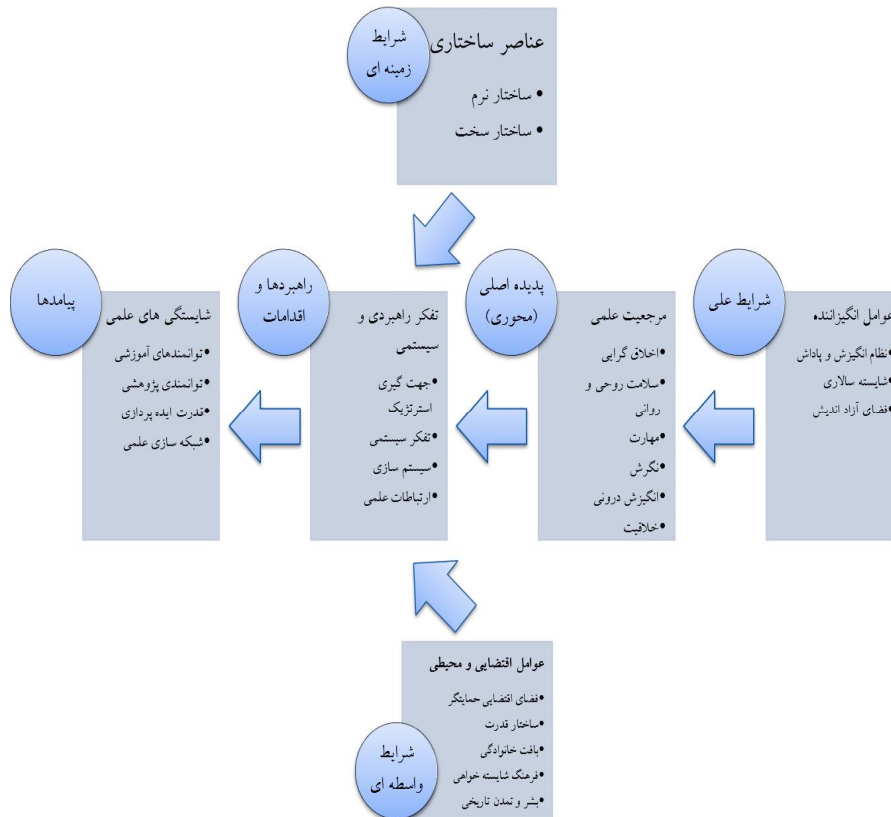 شرایط
زمینه ای
عناصر ساختاری
•ساختار نرم
•ساختار سخت
شرایط علی
عوامل انگیزاننده
•نظام انگیزش و پاداش
•شایسته سالاری
•فضای آزاد اندیش
پدیده اصلی
(محوری)
مرجعیت علمی
•اخلاق گرایی
•سلامت روحی و
روانی
•مهارت
•نگرش
•انگیزش درونی
•خلاقیت
راهبردها و
اقدامات
تفکر راهبردی و
سیستمی
•جهت گیری
استرتژیک
•تفکر سیستمی
•سیستم سازی
•ارتباطات علمی
پیامدها
شایستگی های علمی
•توانمندهای آموزشی
•توانمندی پژوهشی
•قدرت ایده پردازی
•شبکه سازی علمی
عوامل اقتضایی و محیطی
•فضای اقتضایی حمایتگر
•ساختار قدرت
•بافت خانوادگی
•فرهنگ شایسته خواهی
•بشر و تمدن تاریخی
شرایط
واسطه ای